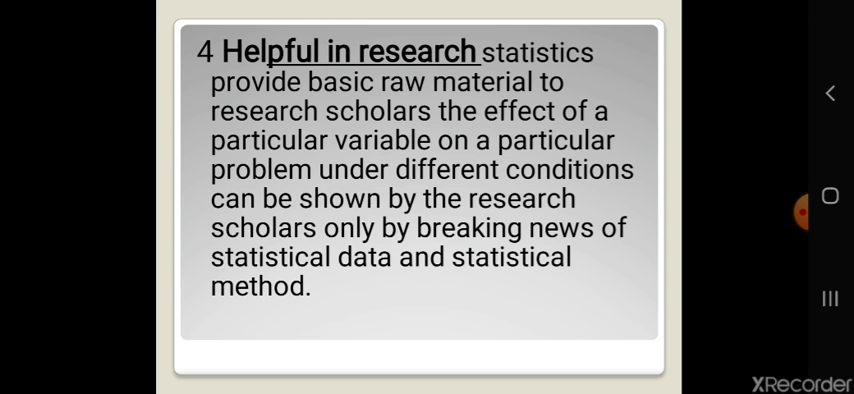 4 Helpful in research statistics
provide basic raw material to
research scholars the effect of a
particular variable on a particular
problem under different conditions
can be shown by the research
scholars only by breaking news of
statistical data and statistical
method.
XRecorder